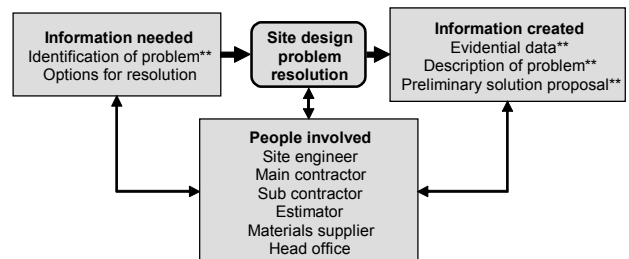 Information needed
Identification of problem**
Options for resolution
Site design
problem
resolution
Information created
Evidential data**
Description of problem**
Preliminary solution proposal**
People involved
Site engineer
Main contractor
Sub contractor
Estimator
Materials supplier
Head office